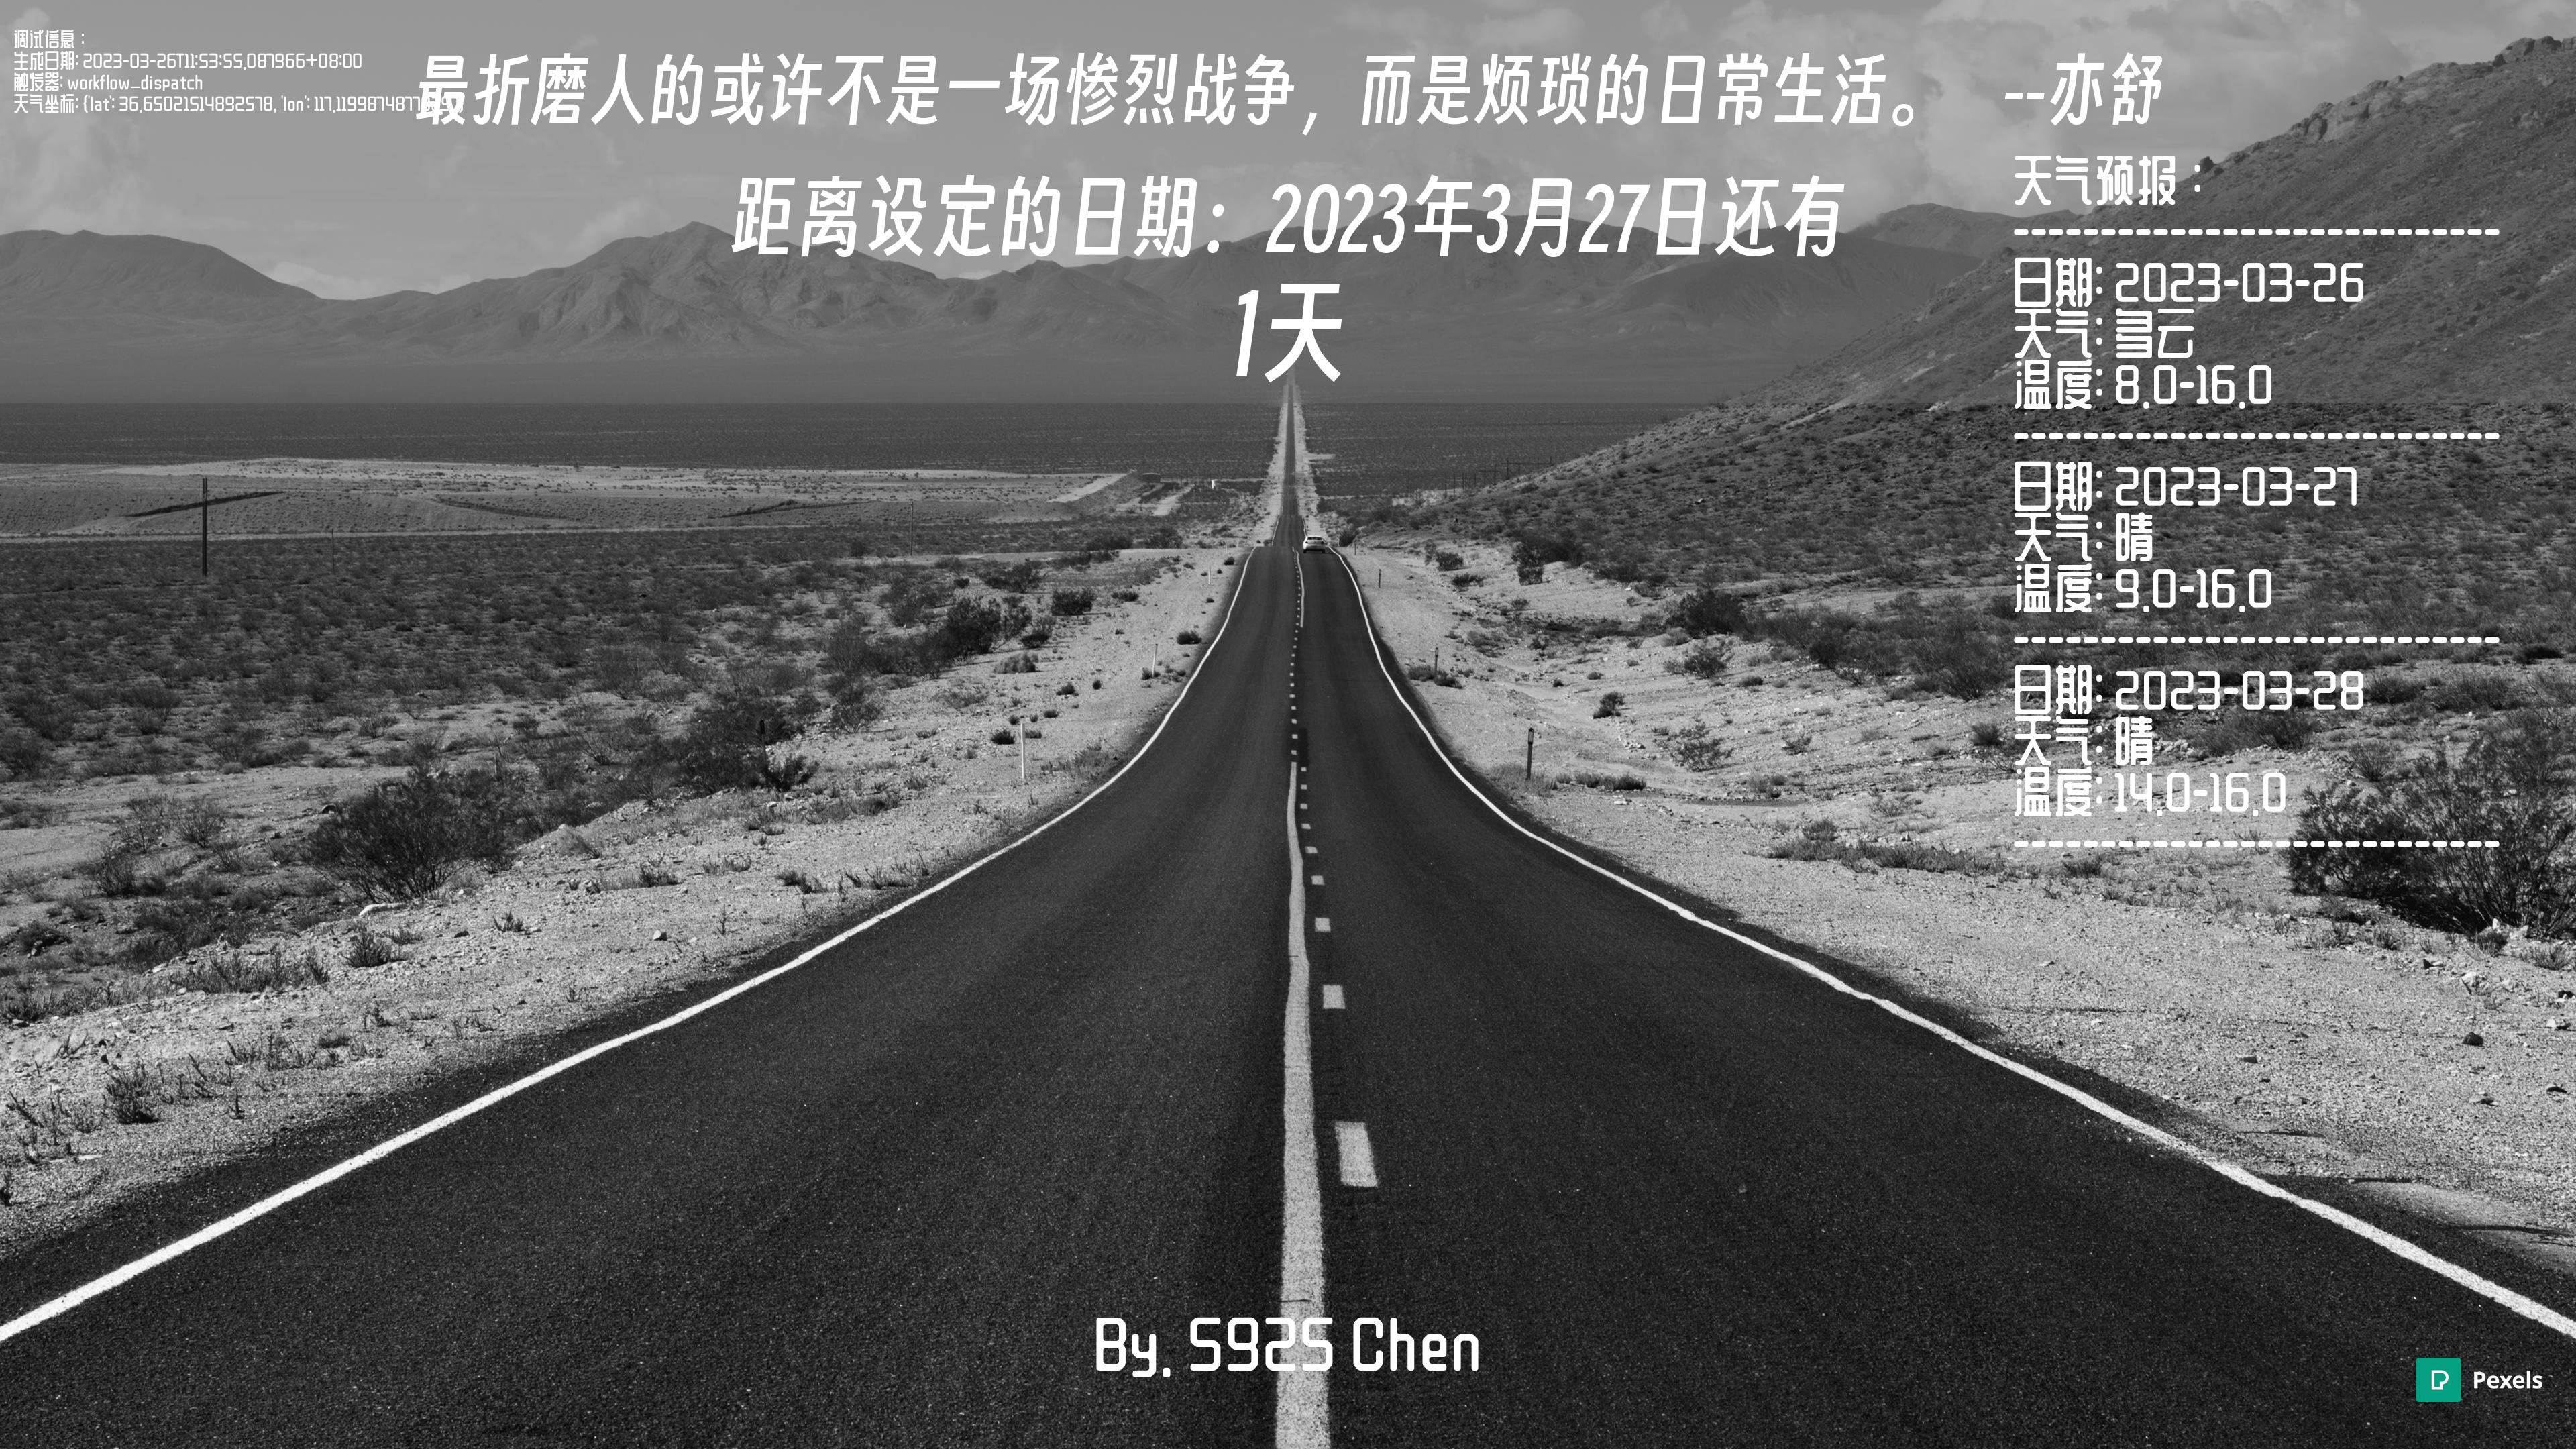 调试信息：
生成日期: 2023-03-26T11:53:55.087966+08:00
触发器: workflow_dispatch
天气坐标: {'lat': 36.65021514892578, 'lon':
最折磨人的或许不是一场惨烈战争，而是烦琐的日常生活。 --亦舒
距离设定的日期：2023年3月27日还有
1天
天气预报：
----------------------------
日期: 2023-03-26
天气: 多云
温度: 8.0-16.0
----------------------------
日期: 2023-03-27
天气: 晴
温度: 9.0-16.0
----------------------------
日期: 2023-03-28
天气: 晴
温度: 14.0-16.0
----------------------------
By. S92S Chen
Pexels